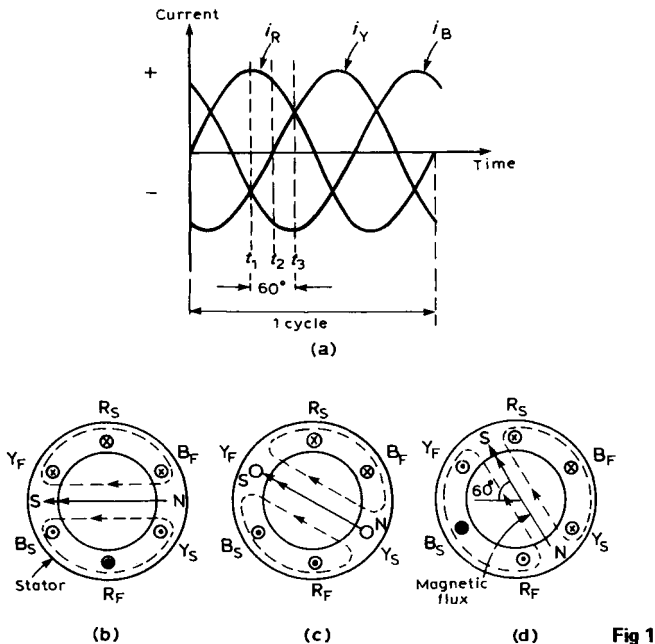 Current
i_R i_Y i_B
+
Time
−
t_1 t_2 t_3
60°
1 cycle
(a)
R_S R_S R_S
Y_F B_F Y_F B_F Y_F B_F
S N S N S N
60°
B_S Y_S B_S Y_S B_S Y_S
Stator R_F R_F Magnetic flux R_F
(b) (c) (d) Fig 1